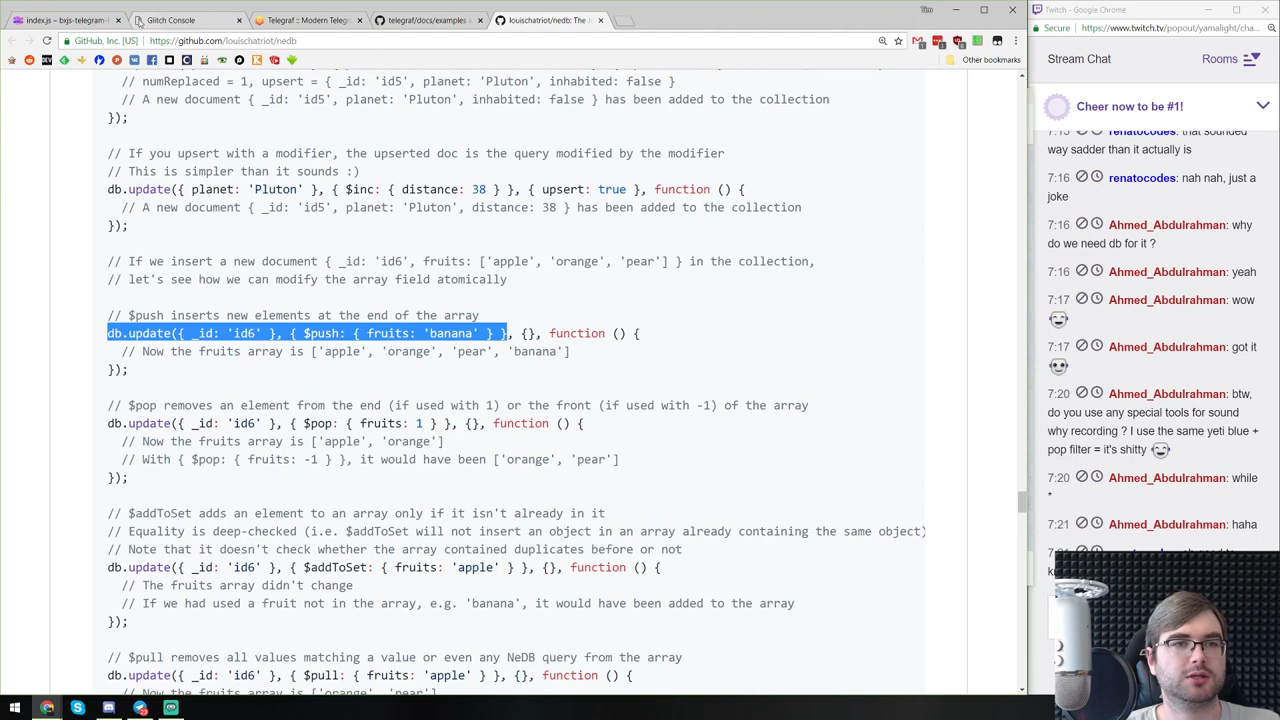 index.js – bxjs-telegram-
Glitch Console
Telegraf :: Modern Telegr
telegraf/docs/examples a
louischatriot/nedb: The J
Tim
GitHub, Inc. [US]
https://github.com/louischatriot/nedb
Other bookmarks
// numReplaced = 1, upsert = { _id: 'id5', planet: 'Pluton', inhabited: false }
// A new document { _id: 'id5', planet: 'Pluton', inhabited: false } has been added to the collection
});
// If you upsert with a modifier, the upserted doc is the query modified by the modifier
// This is simpler than it sounds :)
db.update({ planet: 'Pluton' }, { $inc: { distance: 38 } }, { upsert: true }, function () {
// A new document { _id: 'id5', planet: 'Pluton', distance: 38 } has been added to the collection
});
// If we insert a new document { _id: 'id6', fruits: ['apple', 'orange', 'pear'] } in the collection,
// let's see how we can modify the array field atomically
// $push inserts new elements at the end of the array
db.update({ _id: 'id6' }, { $push: { fruits: 'banana' } }, {}, function () {
// Now the fruits array is ['apple', 'orange', 'pear', 'banana']
});
// $pop removes an element from the end (if used with 1) or the front (if used with -1) of the array
db.update({ _id: 'id6' }, { $pop: { fruits: 1 } }, {}, function () {
// Now the fruits array is ['apple', 'orange']
// With { $pop: { fruits: -1 } }, it would have been ['orange', 'pear']
});
// $addToSet adds an element to an array only if it isn't already in it
// Equality is deep-checked (i.e. $addToSet will not insert an object in an array already containing the same object)
// Note that it doesn't check whether the array contained duplicates before or not
db.update({ _id: 'id6' }, { $addToSet: { fruits: 'apple' } }, {}, function () {
// The fruits array didn't change
// If we had used a fruit not in the array, e.g. 'banana', it would have been added to the array
});
// $pull removes all values matching a value or even any NeDB query from the array
db.update({ _id: 'id6' }, { $pull: { fruits: 'apple' } }, {}, function () {
// Now the fruits array is ['orange', 'pear']
Twitch - Google Chrome
Secure
https://www.twitch.tv/popout/yamalight/cha
Stream Chat
Rooms
Cheer now to be #1!
renatocodes: that sounded
way sadder than it actually is
7:16 renatocodes: nah nah, just a
joke
7:16 Ahmed_Abdulrahman: why
do we need db for it ?
7:16 Ahmed_Abdulrahman: yeah
7:17 Ahmed_Abdulrahman: wow
7:17 Ahmed_Abdulrahman: got it
7:20 Ahmed_Abdulrahman: btw,
do you use any special tools for sound
why recording ? I use the same yeti blue +
pop filter = it's shitty
7:20 Ahmed_Abdulrahman: while
*
7:21 Ahmed_Abdulrahman: haha